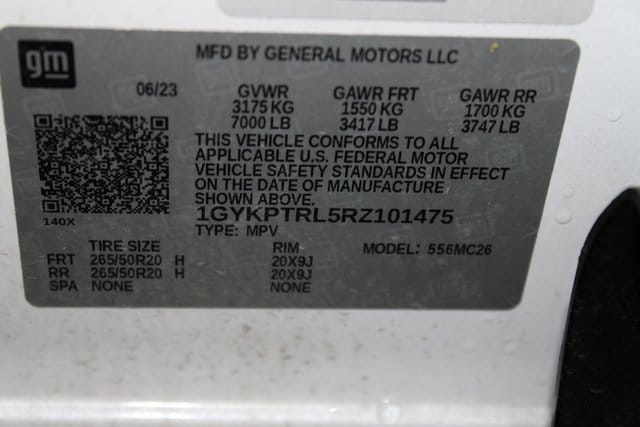 gm
MFD BY GENERAL MOTORS LLC
06/23 GVWR GAWR FRT GAWR RR
3175 KG 1550 KG 1700 KG
7000 LB 3417 LB 3747 LB
THIS VEHICLE CONFORMS TO ALL
APPLICABLE U.S. FEDERAL MOTOR
VEHICLE SAFETY STANDARDS IN EFFECT
ON THE DATE OF MANUFACTURE
SHOWN ABOVE.
140X 1GYKPTRL5RZ101475
TYPE: MPV
TIRE SIZE RIM MODEL: 556MC26
FRT 265/50R20 H 20X9J
RR 265/50R20 H 20X9J
SPA NONE NONE